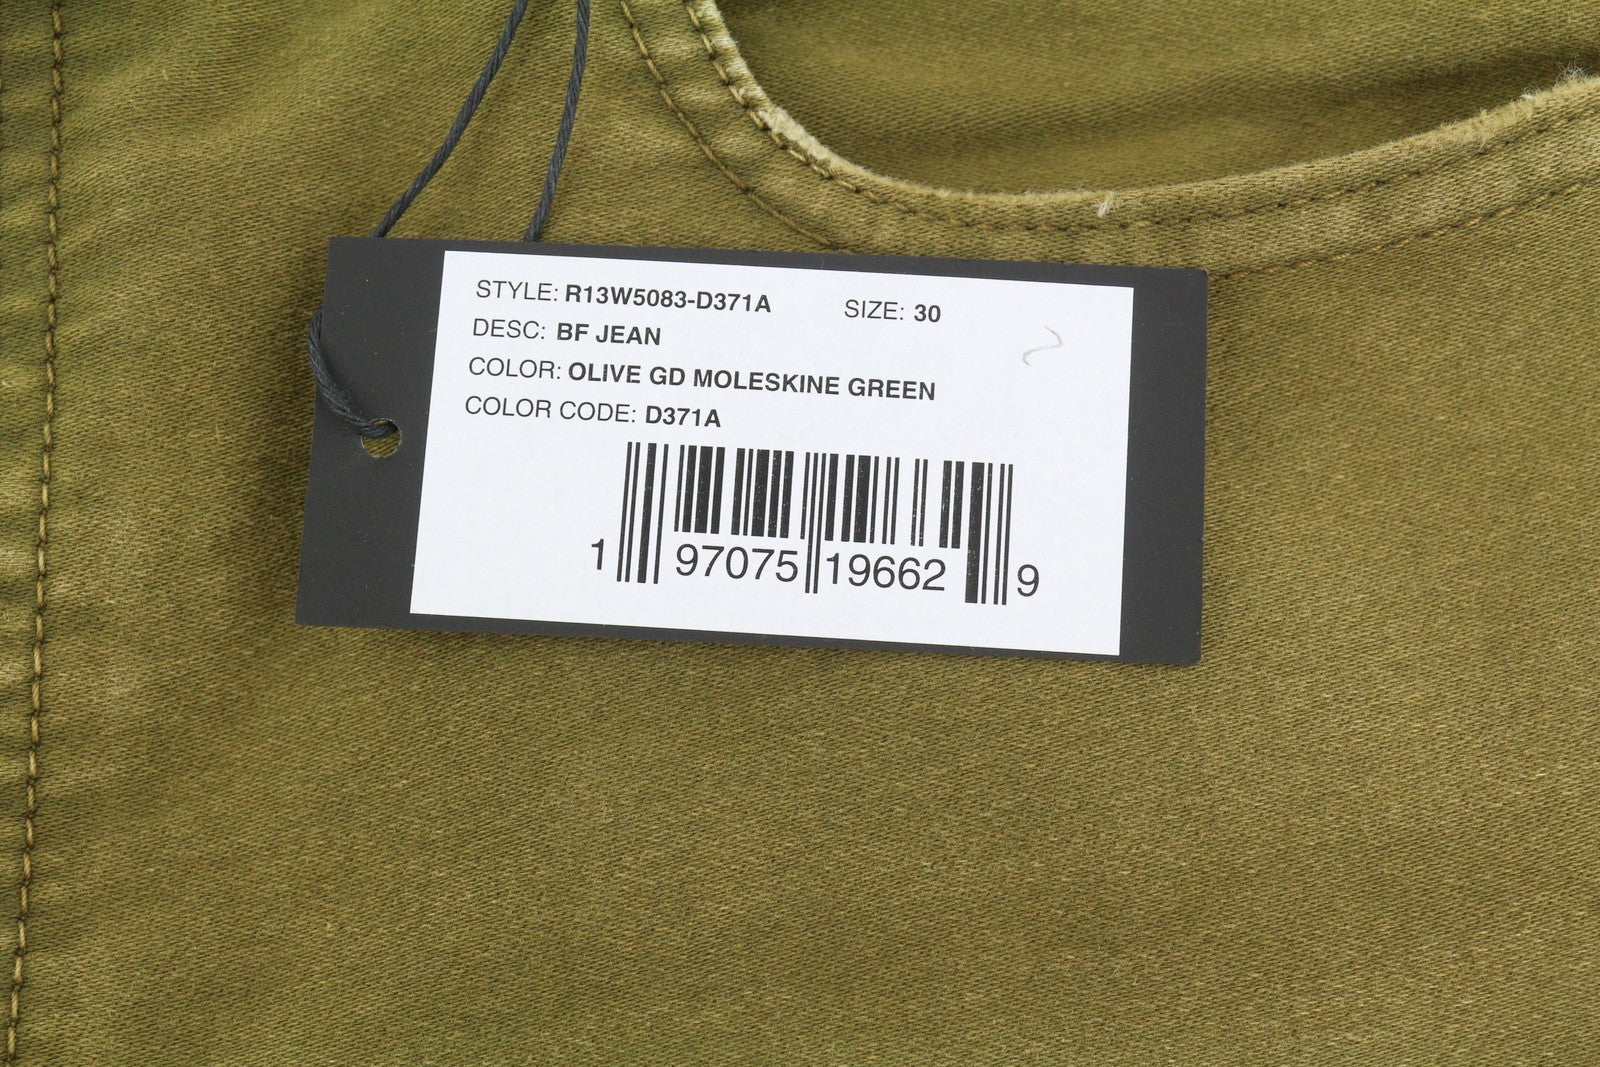 STYLE: R13W5083-D371A SIZE: 30
DESC: BF JEAN
COLOR: OLIVE GD MOLESKINE GREEN
COLOR CODE: D371A
1 97075 19662 9